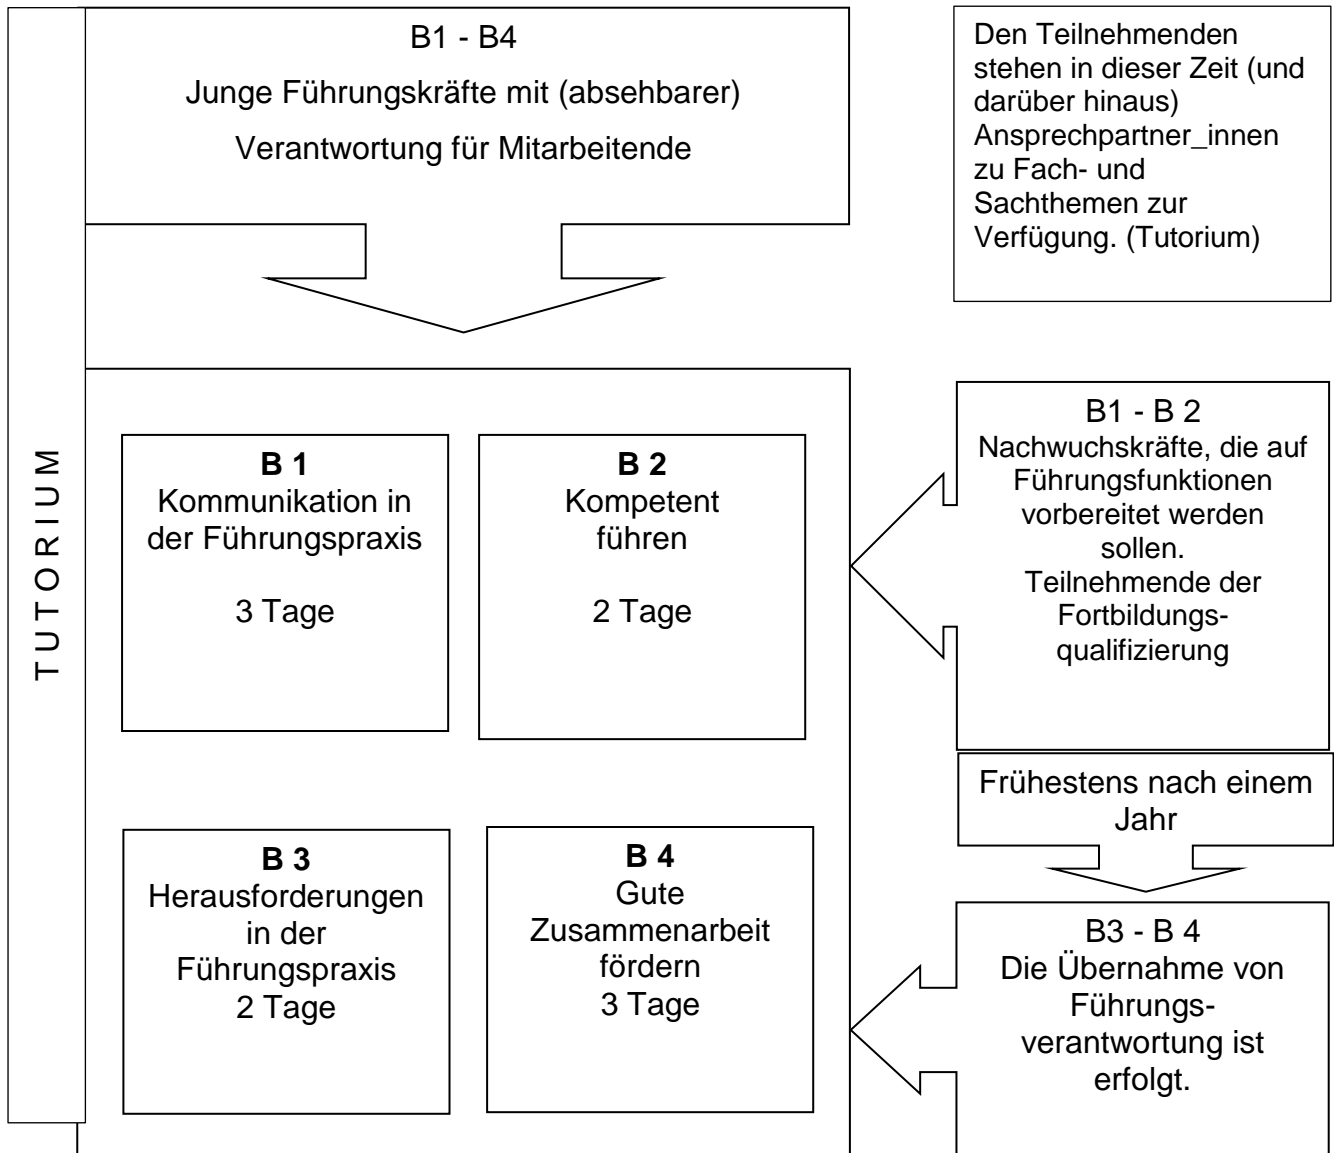 B1 - B4
Junge Führungskräfte mit (absehbarer)
Verantwortung für Mitarbeitende
Den Teilnehmenden
stehen in dieser Zeit (und
darüber hinaus)
Ansprechpartner_innen
zu Fach- und
Sachthemen zur
Verfügung. (Tutorium)
TUTORIUM
B 1
Kommunikation in
der Führungspraxis
3 Tage
B 2
Kompetent
führen
2 Tage
B1 - B 2
Nachwuchskräfte, die auf
Führungsfunktionen
vorbereitet werden
sollen.
Teilnehmende der
Fortbildungs-
qualifizierung
Frühestens nach einem
Jahr
B 3
Herausforderungen
in der
Führungspraxis
2 Tage
B 4
Gute
Zusammenarbeit
fördern
3 Tage
B3 - B 4
Die Übernahme von
Führungs-
verantwortung ist
erfolgt.